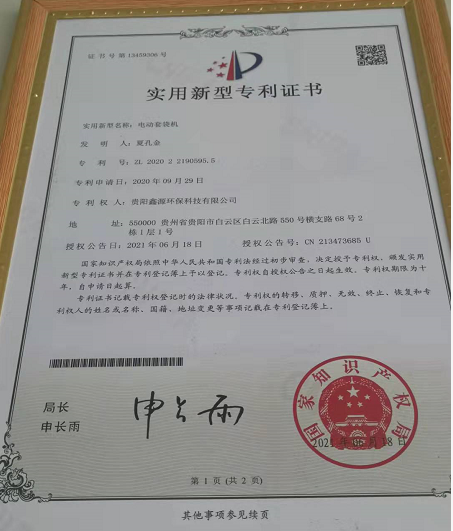 证书号第13459306号
实用新型专利证书
实用新型名称：电动套袋机
发明人：夏孔金
专利号：ZL 2020 2 2190595.5
专利申请日：2020年09月29日
专利权人：贵阳鑫源环保科技有限公司
地址：550000 贵州省贵阳市白云区白云北路550号横支路68号2
栋1层1号
授权公告日：2021年06月18日 授权公告号：CN 213473685 U
国家知识产权局依照中华人民共和国专利法经过初步审查，决定授予专利权，颁发实用
新型专利证书并在专利登记簿上予以登记。专利权自授权公告之日起生效。专利权期限为十
年，自申请日起算。
专利证书记载专利权登记时的法律状况。专利权的转移、质押、无效、终止、恢复和专
利权人的姓名或名称、国籍、地址变更等事项记载在专利登记簿上。
局长
申长雨
申长雨
国家知识产权局
2021年06月18日
第1页（共2页）
其他事项参见续页